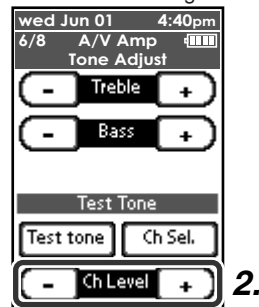 wed Jun 01 4:40pm
6/8 A/V Amp
Tone Adjust
- Treble +
- Bass +
Test Tone
Test tone Ch Sel.
- Ch Level + 2.